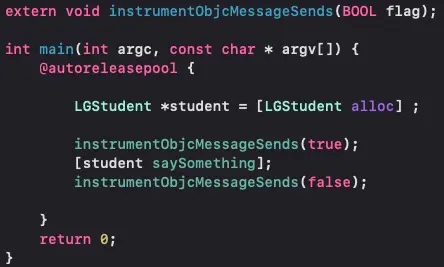 extern void instrumentObjcMessageSends(BOOL flag);
int main(int argc, const char * argv[]) {
@autoreleasepool {
LGStudent *student = [LGStudent alloc] ;
instrumentObjcMessageSends(true);
[student saySomething];
instrumentObjcMessageSends(false);
}
return 0;
}